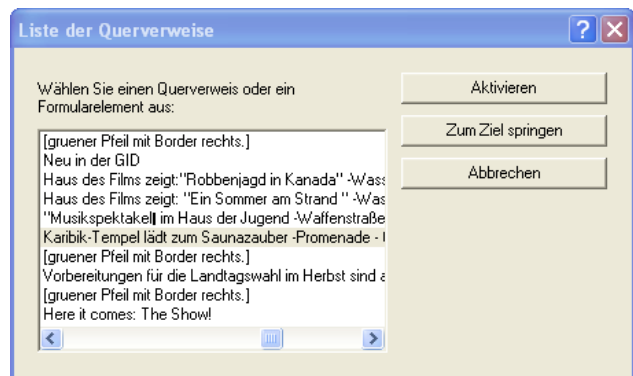 Liste der Querverweise
Wählen Sie einen Querverweis oder ein
Formularelement aus:
[gruener Pfeil mit Border rechts.]
Neu in der GID
Haus des Films zeigt:"Robbenjagd in Kanada" -Wass
Haus des Films zeigt: "Ein Sommer am Strand " -Was
"Musikspektakel im Haus der Jugend -Waffenstraße
Karibik-Tempel lädt zum Saunazauber -Promenade -
[gruener Pfeil mit Border rechts.]
Vorbereitungen für die Landtagswahl im Herbst sind a
[gruener Pfeil mit Border rechts.]
Here it comes: The Show!
Aktivieren
Zum Ziel springen
Abbrechen